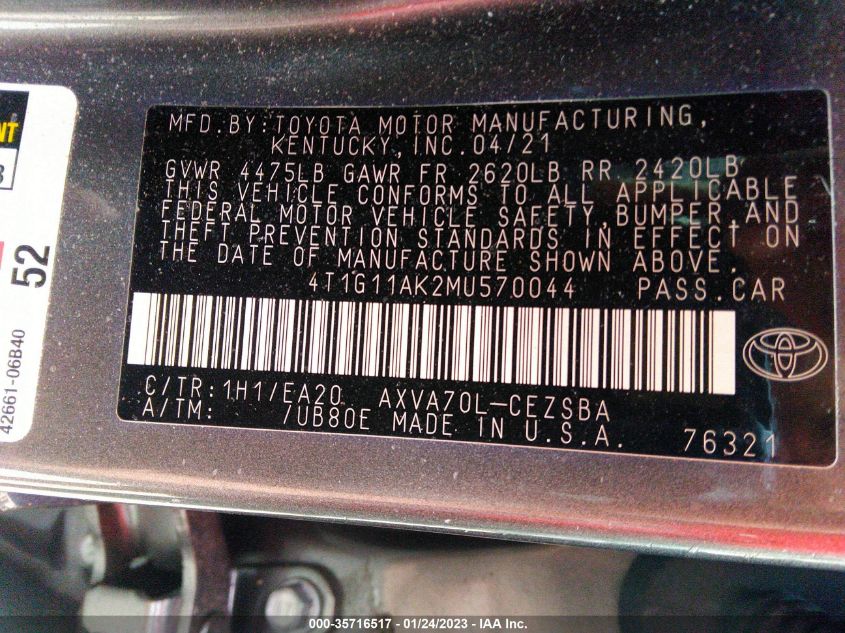 NT
3
52
42661-06B40
MFD.BY:TOYOTA MOTOR MANUFACTURING,
KENTUCKY, INC. 04/21
GVWR 4475LB GAWR FR 2620LB RR 2420LB
THIS VEHICLE CONFORMS TO ALL APPLICABLE
FEDERAL MOTOR VEHICLE SAFETY,BUMPER,AND
THEFT PREVENTION STANDARDS IN EFFECT ON
THE DATE OF MANUFACTURE SHOWN ABOVE.
4T1G11AK2MU570044 PASS.CAR
C/TR:1H1/EA20 AXVA70L-CEZSBA
A/TM: /UB80E MADE IN U.S.A. 76321
000-35716517 — 01/24/2023 — IAA Inc.